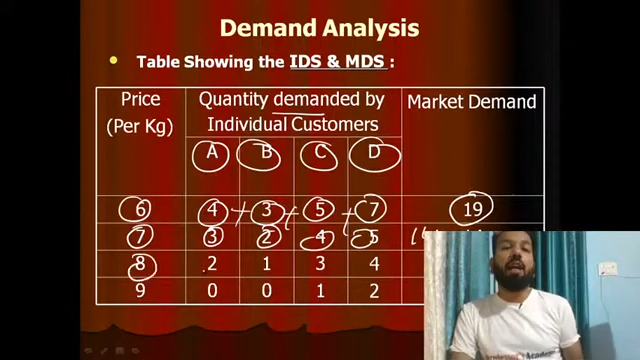 Demand Analysis
Table Showing the IDS & MDS :
Price (Per Kg) Quantity demanded by Individual Customers Market Demand
A B C D
6 4 + 3 + 5 + 7 19
7 3 2 4 5
8 2 1 3 4
9 0 0 1 2